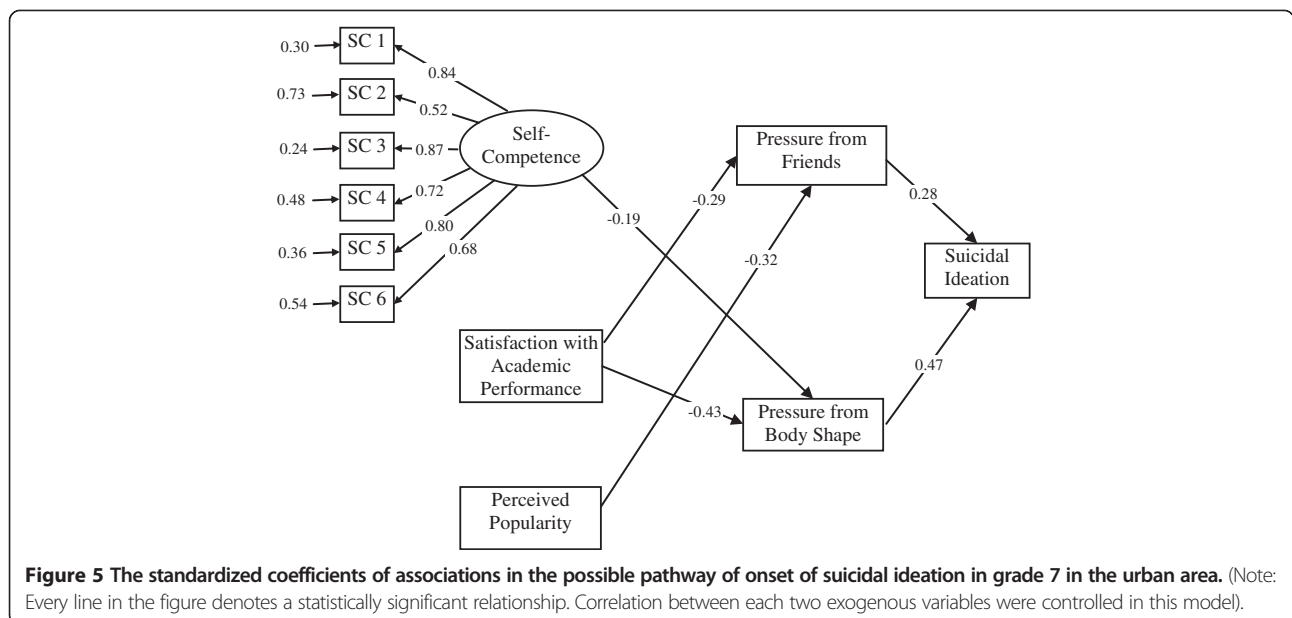 0.30
SC 1
0.84
0.73
SC 2
0.52
0.24
SC 3
0.87
Self-
Competence
0.48
SC 4
0.72
0.36
SC 5
0.80
0.54
SC 6
0.68
-0.19
Pressure from
Friends
-0.29
-0.32
0.28
Suicidal
Ideation
Satisfaction with
Academic
Performance
-0.43
0.47
Pressure from
Body Shape
Perceived
Popularity
Figure 5 The standardized coefficients of associations in the possible pathway of onset of suicidal ideation in grade 7 in the urban area. (Note:
Every line in the figure denotes a statistically significant relationship. Correlation between each two exogenous variables were controlled in this model).